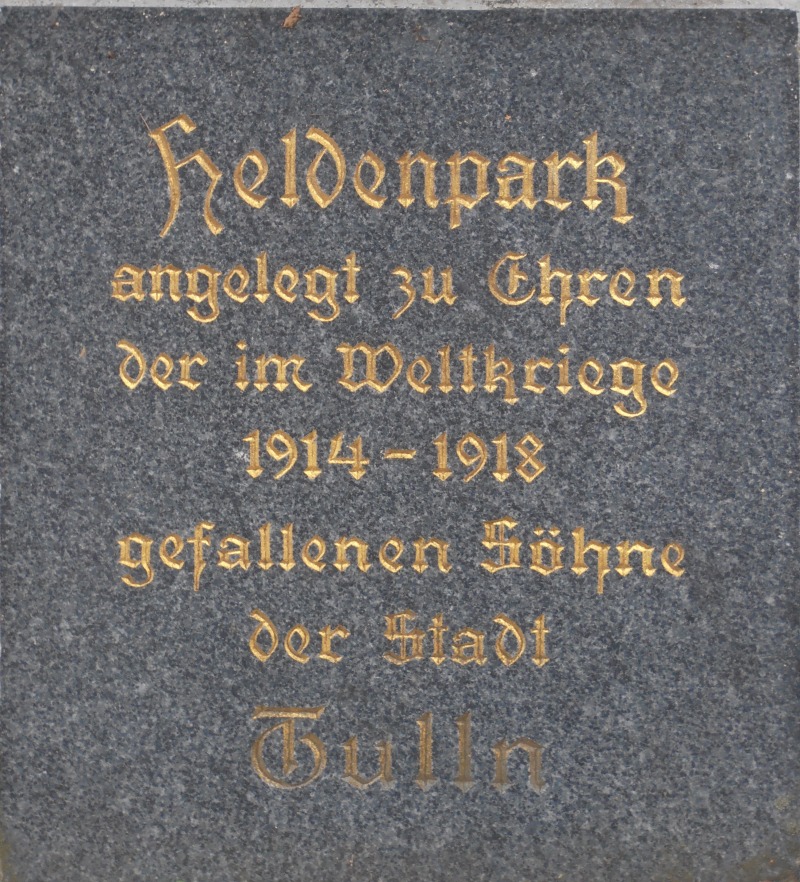 Heldenpark
angelegt zu Ehren
der im Weltkriege
1914 – 1918
gefallenen Söhne
der Stadt
Tulln